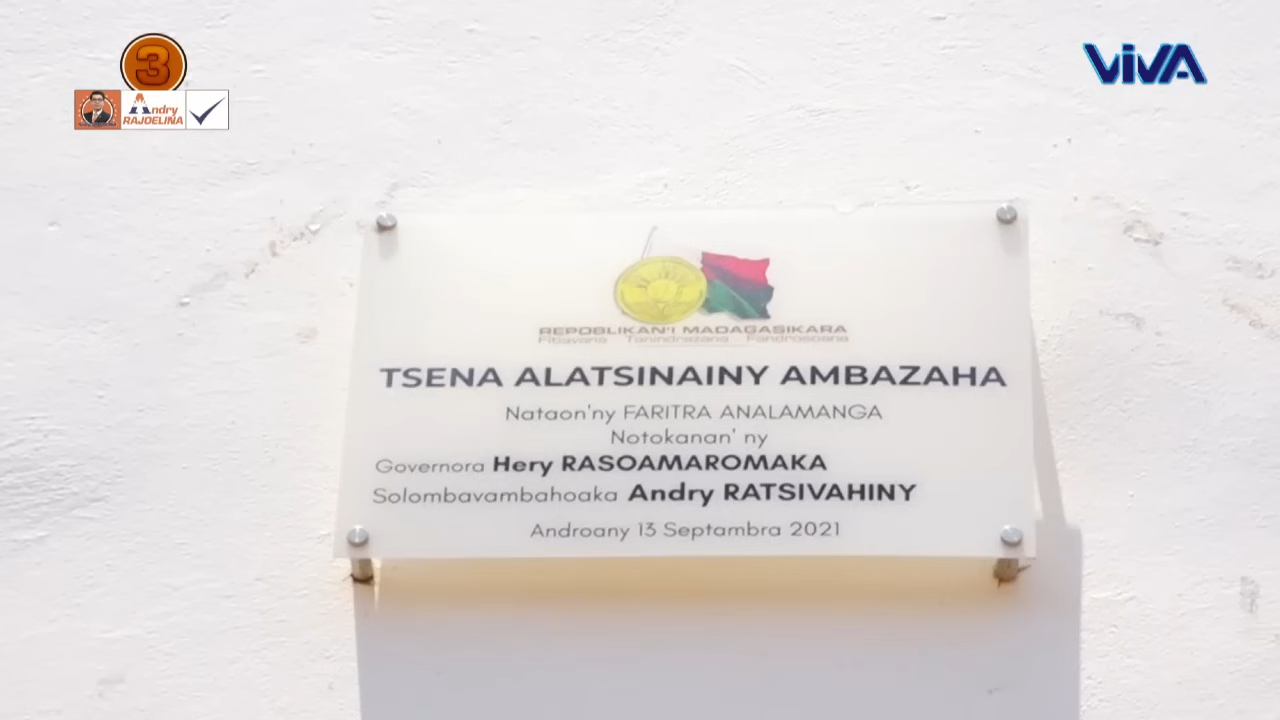 3
Andry
RAJOELINA
VIVA
REPOBLIKAN'I MADAGASIKARA
Fitiavana Tanindrazana Fandrosoana
TSENA ALATSINAINY AMBAZAHA
Nataon'ny FARITRA ANALAMANGA
Notokanan' ny
Governora Hery RASOAMAROMAKA
Solombavambahoaka Andry RATSIVAHINY
Androany 13 Septambra 2021